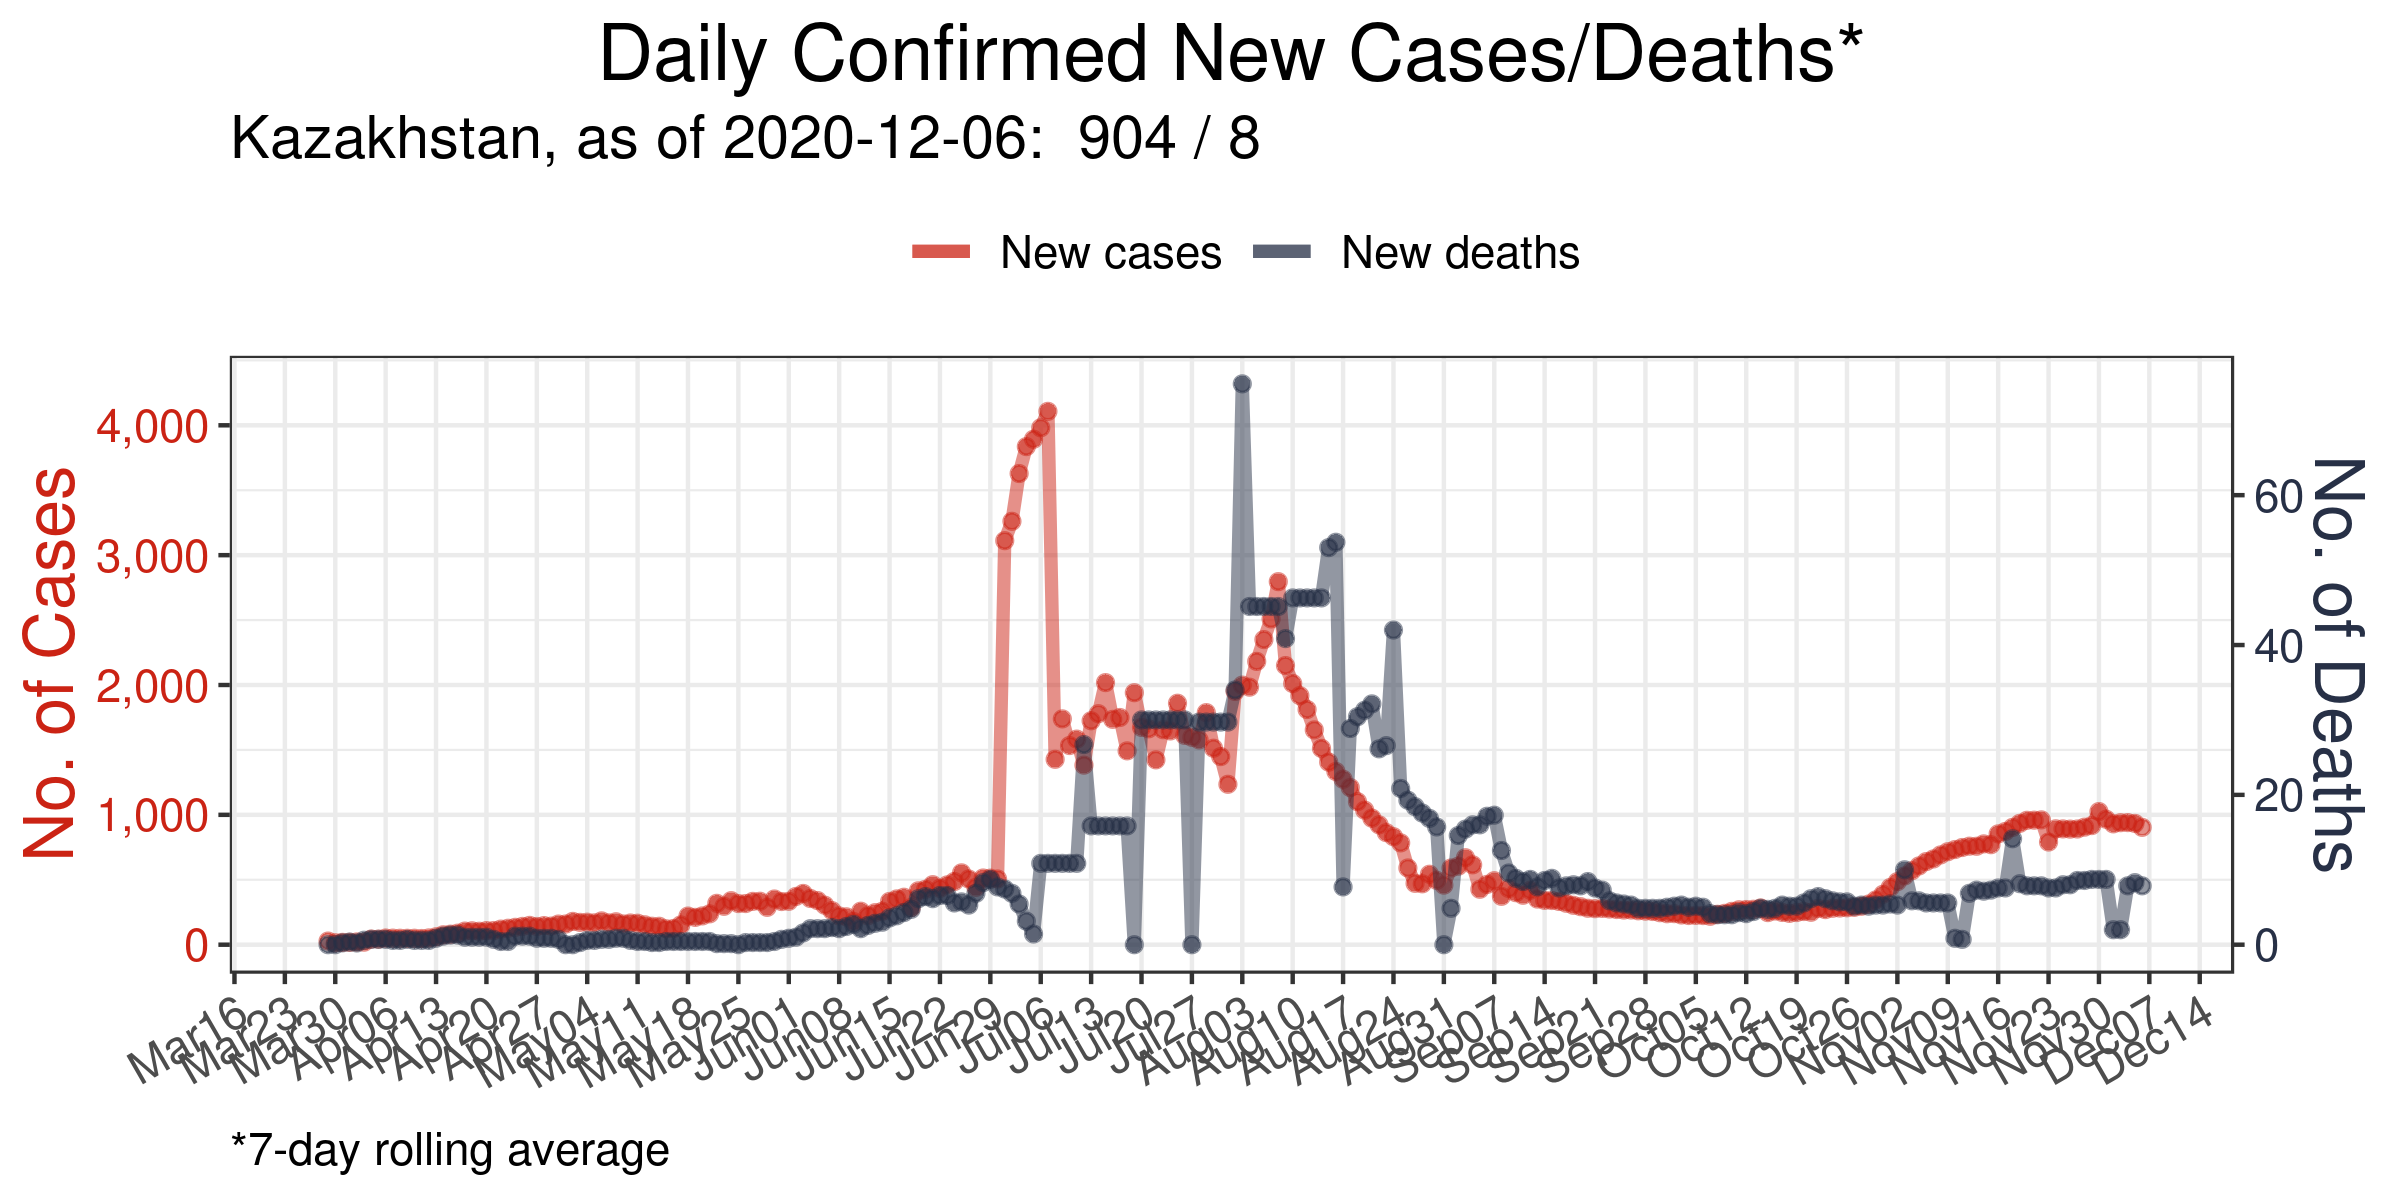 Daily Confirmed New Cases/Deaths*
Kazakhstan, as of 2020-12-06:  904 / 8
New cases
New deaths
No. of Cases
4,000
3,000
2,000
1,000
0
60
40
20
0
No. of Deaths
Mar16
Mar23
Mar30
Apr06
Apr13
Apr20
Apr27
May04
May11
May18
May25
Jun01
Jun08
Jun15
Jun22
Jun29
Jul06
Jul13
Jul20
Jul27
Aug03
Aug10
Aug17
Aug24
Aug31
Sep07
Sep14
Sep21
Sep28
Oct05
Oct12
Oct19
Oct26
Nov02
Nov09
Nov16
Nov23
Nov30
Dec07
Dec14
*7-day rolling average